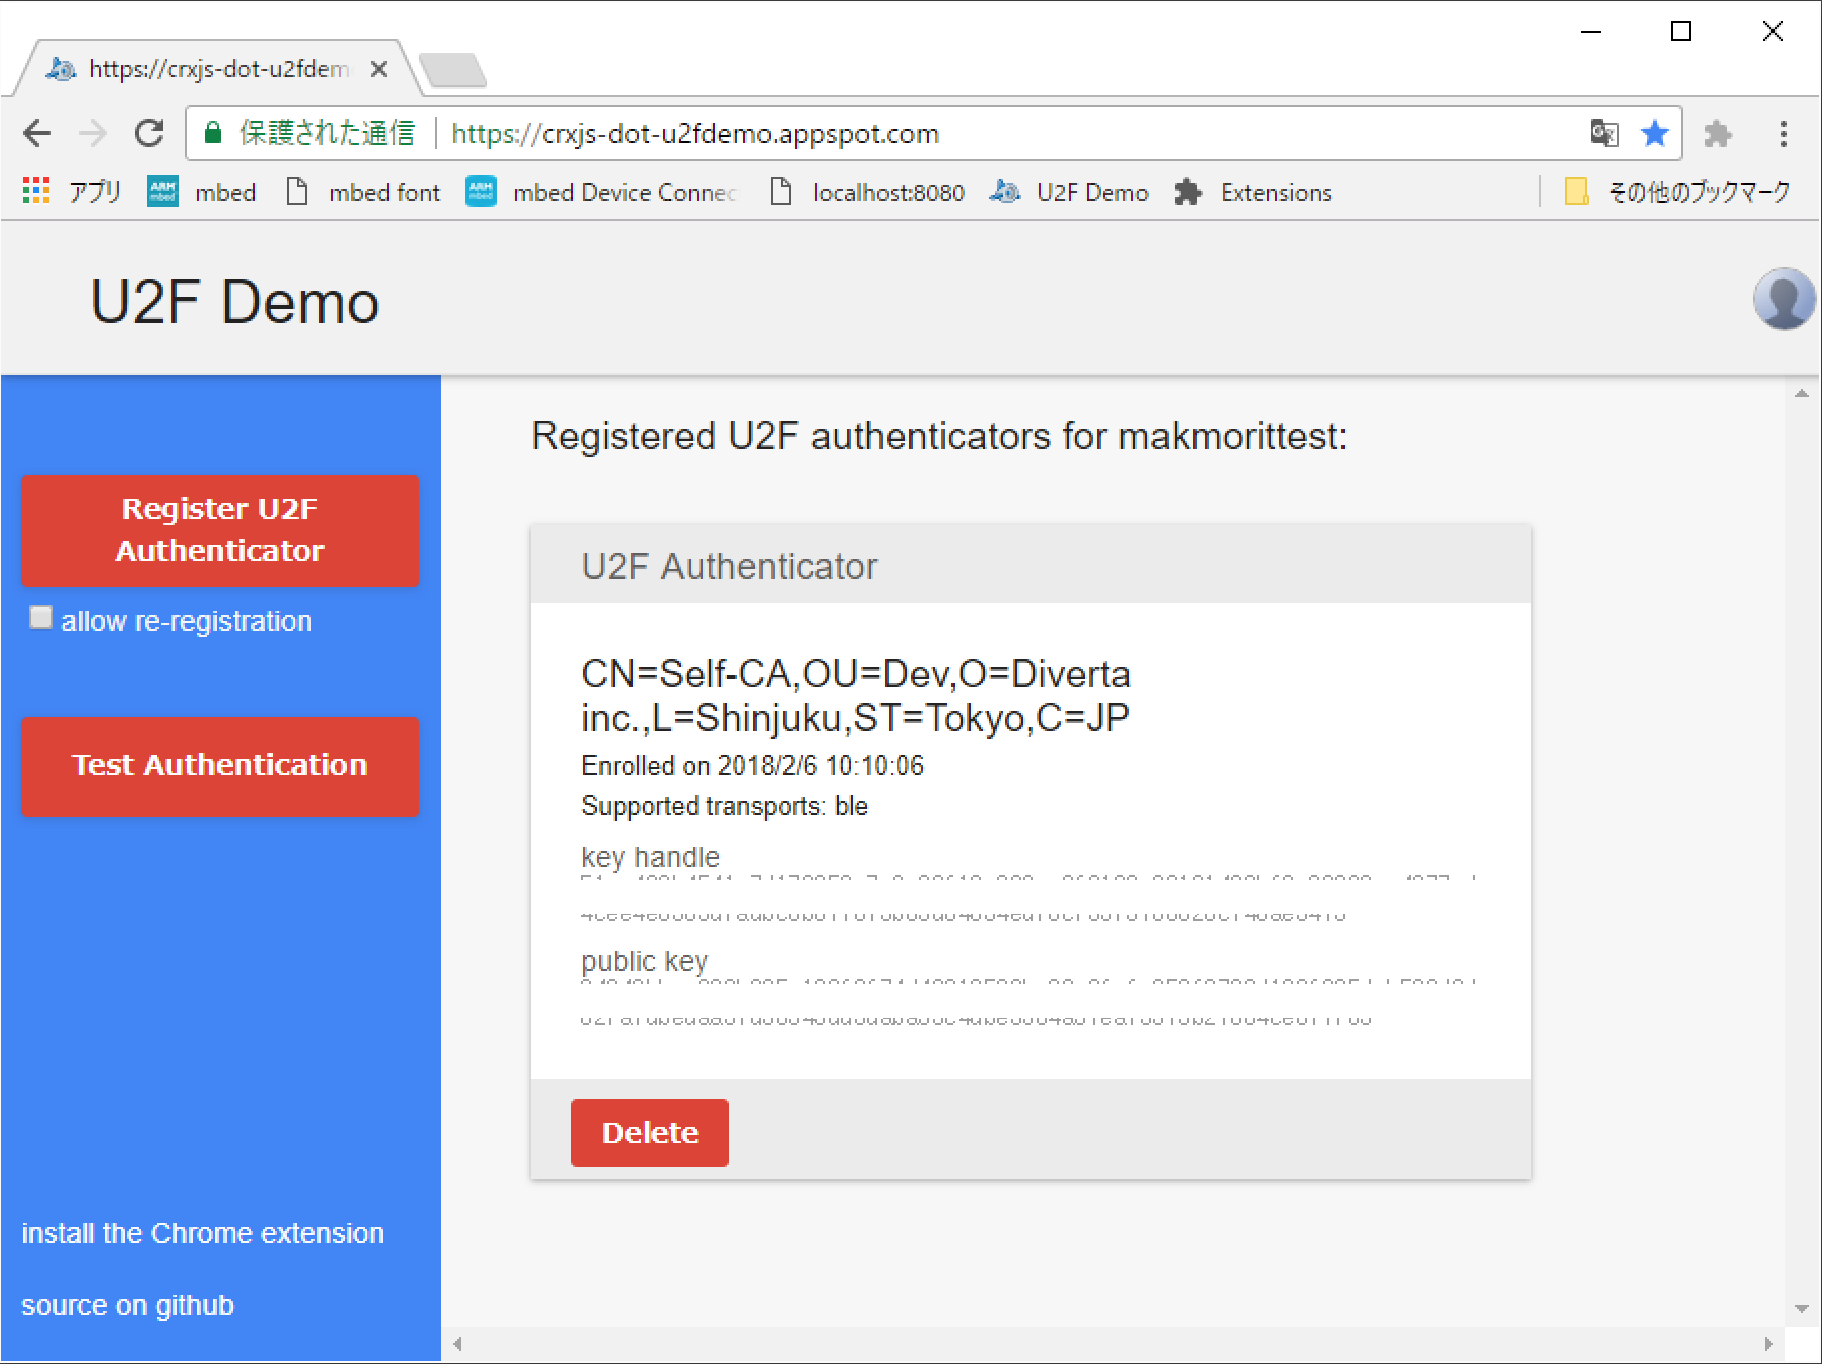 https://crxjs-dot-u2fdem
保護された通信 https://crxjs-dot-u2fdemo.appspot.com
アプリ ARM mbed mbed mbed font ARM mbed mbed Device Connec localhost:8080 U2F Demo Extensions その他のブックマーク
U2F Demo
Register U2F
Authenticator
allow re-registration
Test Authentication
install the Chrome extension
source on github
Registered U2F authenticators for makmorittest:
U2F Authenticator
CN=Self-CA,OU=Dev,O=Diverta
inc.,L=Shinjuku,ST=Tokyo,C=JP
Enrolled on 2018/2/6 10:10:06
Supported transports: ble
key handle
public key
Delete